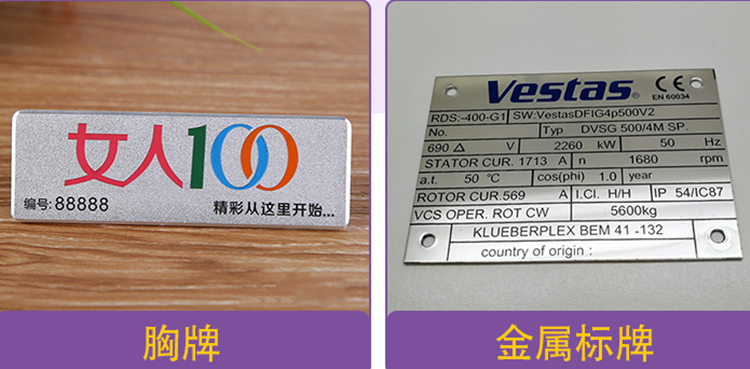 女人100
编号: 88888 精彩从这里开始...
胸牌
Vestas® CE
EN 60034
RDS:-400-G1 SW:VestasDFIG4p500V2
No. Typ DVSG 500/4M SP.
690 △ V 2260 kW 50 Hz
STATOR CUR. 1713 A n 1680 rpm
a.t. 50 ℃ cos(phi) 1.0 year
ROTOR CUR.569 A I.CI. H/H IP 54/IC87
VCS OPER. ROT CW 5600kg
KLUEBERPLEX BEM 41 -132
country of origin :
金属标牌